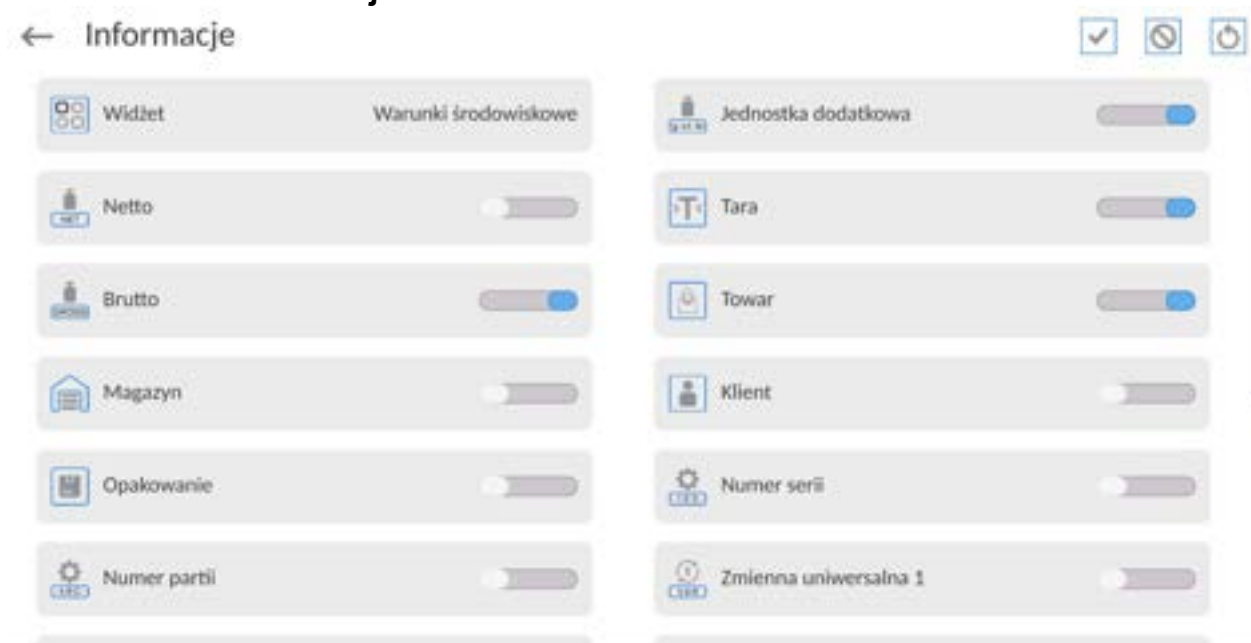 Informacje
Widżet Warunki środowiskowe
Jednostka dodatkowa
Netto
Tara
Brutto
Towar
Magazyn
Klient
Opakowanie
Numer serii
Numer partii
Zmienna uniwersalna 1